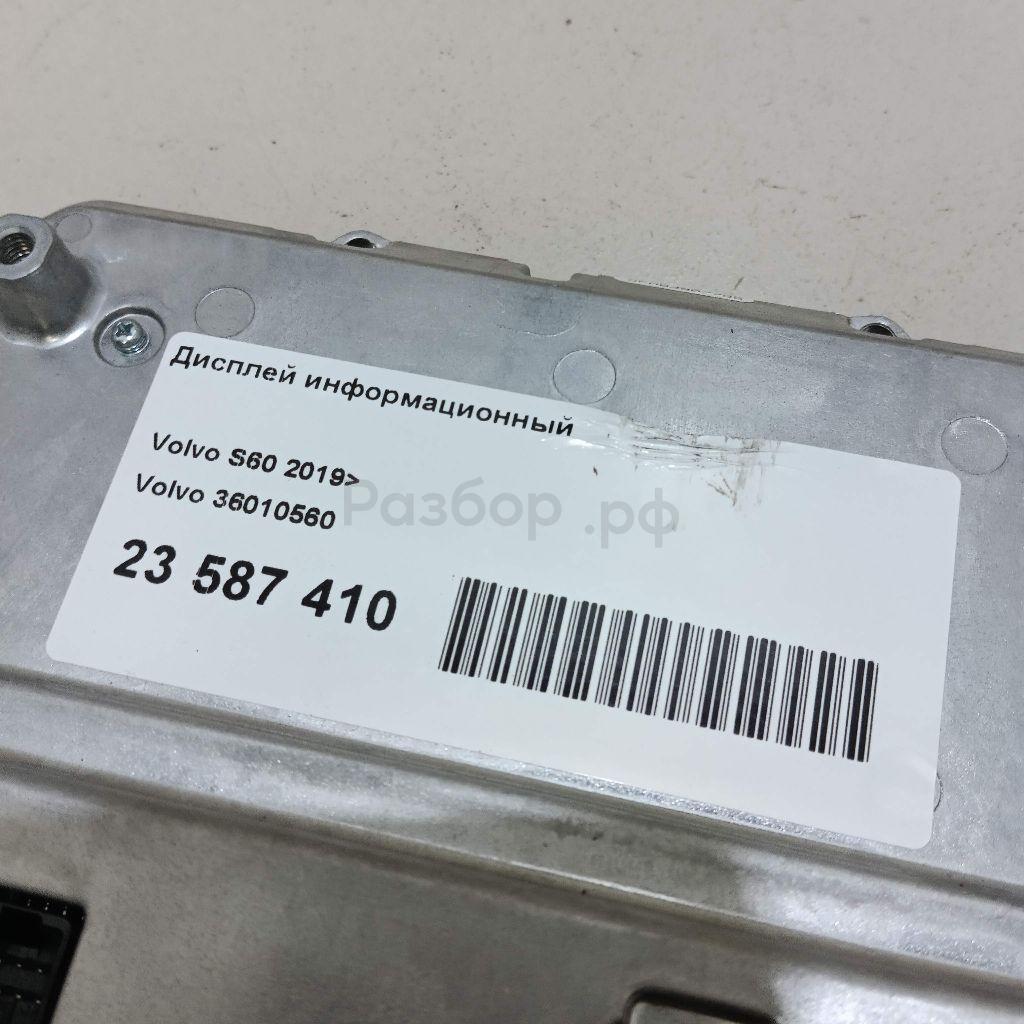 Дисплей информационный
Volvo S60 2019>
Volvo 36010560
Разбор.рф
23 587 410